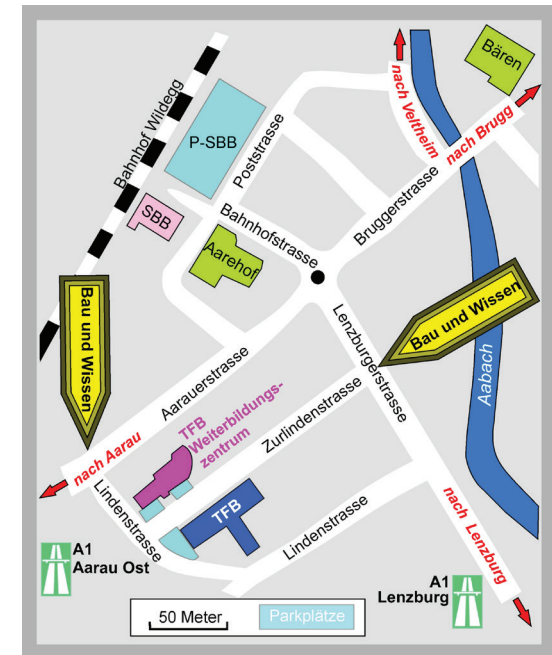 Bären
nach Veltheim
nach Brugg
Bahnhof Wildegg
P-SBB
Poststrasse
SBB
Bahnhofstrasse
Bruggerstrasse
Aarehof
Bau und Wissen
Bau und Wissen
Aabach
Lenzburgerstrasse
Aarauerstrasse
TFB
Weiterbildungs-
zentrum
Zurlindenstrasse
nach Aarau
Lindenstrasse
TFB
Lindenstrasse
nach Lenzburg
A1
Aarau Ost
A1
Lenzburg
50 Meter
Parkplätze